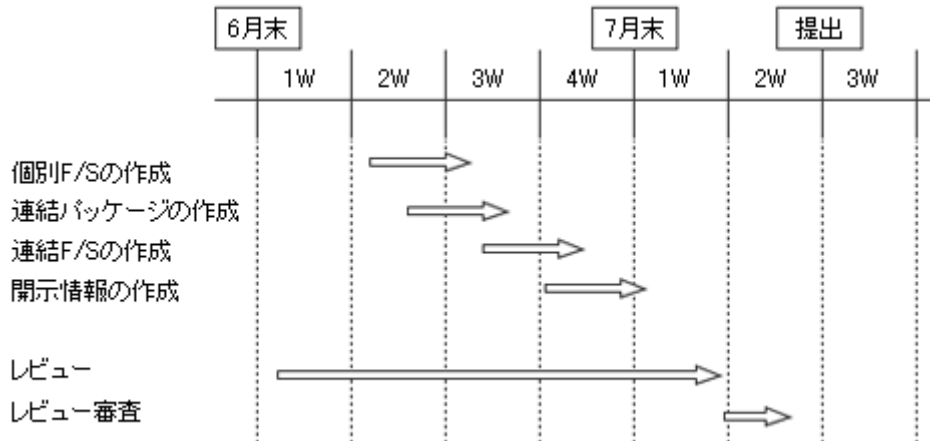 6月末 7月末 提出
1W 2W 3W 4W 1W 2W 3W
個別F/Sの作成
連結パッケージの作成
連結F/Sの作成
開示情報の作成
レビュー
レビュー審査